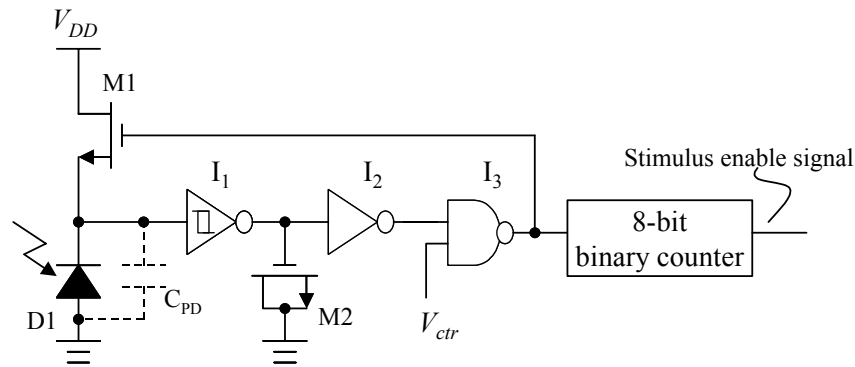 V_DD
M1
I_1
I_2
I_3
Stimulus enable signal
8-bit
binary counter
D1
C_PD
M2
V_ctr